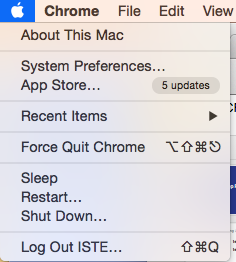 Chrome File Edit View
About This Mac
System Preferences...
App Store... 5 updates
Recent Items ▶
Force Quit Chrome ⌥⇧⌘⎋
Sleep
Restart...
Shut Down...
Log Out ISTE... ⇧⌘Q